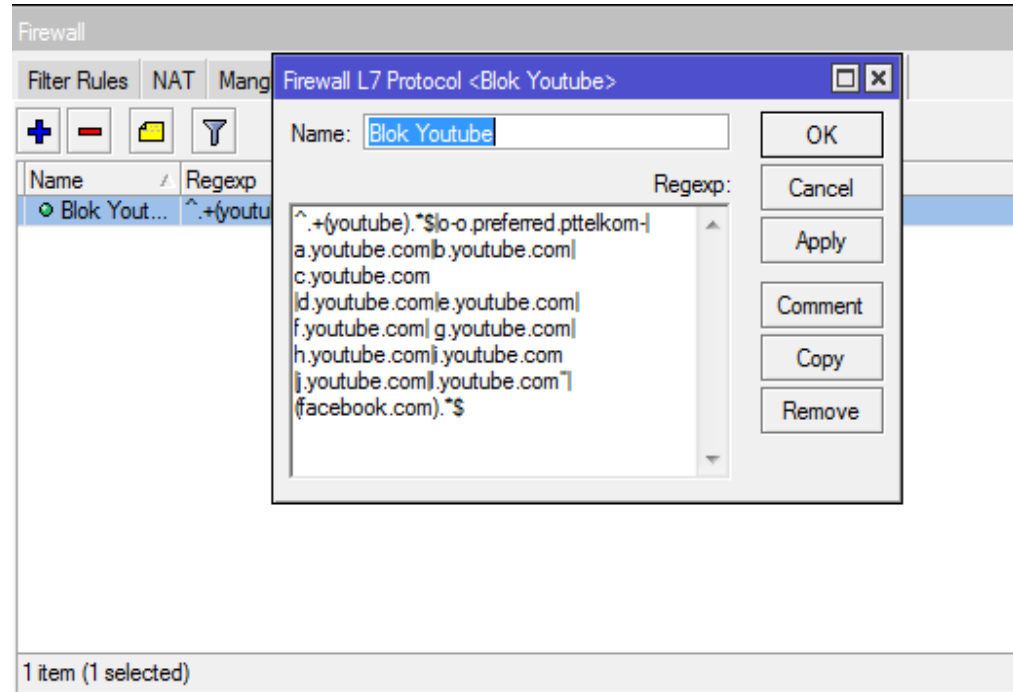 Firewall
Filter Rules NAT Mang
Firewall L7 Protocol <Blok Youtube>
Name: Blok Youtube
OK
Regexp:
Cancel
Apply
Comment
Copy
Remove
Name Regexp
Blok Yout... ^.+(youtu
^.+(youtube).*$|o-o.preferred.pttelkom-|
a.youtube.com|b.youtube.com|
c.youtube.com
|d.youtube.com|e.youtube.com|
f.youtube.com| g.youtube.com|
h.youtube.com|i.youtube.com
|j.youtube.com|l.youtube.com"|
(facebook.com).*$
1 item (1 selected)